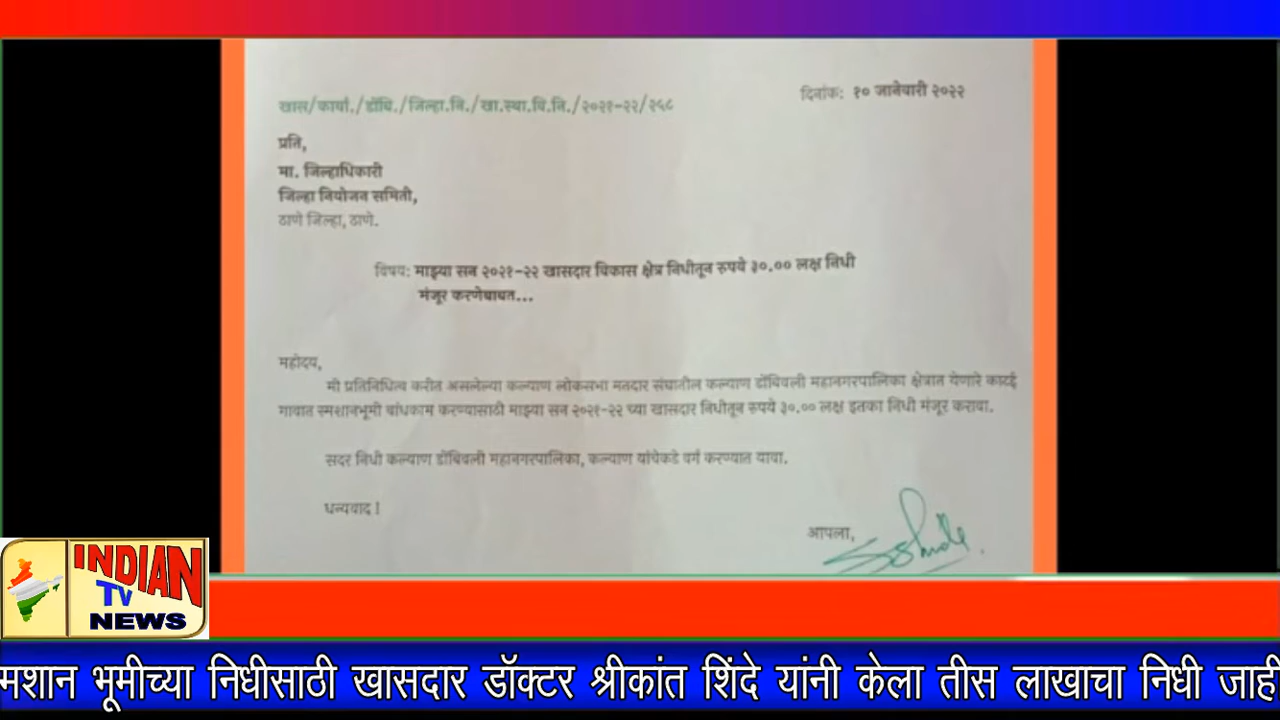 दिनांक: १० जानेवारी २०२२
खास/कार्या./डोंबि./जिल्हा.नि./खा.स्था.वि.नि./२०२१-२२/२५८
प्रति,
मा. जिल्हाधिकारी
जिल्हा नियोजन समिती,
ठाणे जिल्हा, ठाणे.
विषय: माझ्या सन २०२१-२२ खासदार विकास क्षेत्र निधीतून रुपये ३०.०० लक्ष निधी
मंजूर करणेबाबत...
महोदय,
मी प्रतिनिधित्व करीत असलेल्या कल्याण लोकसभा मतदार संघातील कल्याण डोंबिवली महानगरपालिका क्षेत्रात येणारे काटई
गावात स्मशानभूमी बांधकाम करण्यासाठी माझ्या सन २०२१-२२ च्या खासदार निधीतून रुपये ३०.०० लक्ष इतका निधी मंजूर करावा.
सदर निधी कल्याण डोंबिवली महानगरपालिका, कल्याण यांचेकडे वर्ग करण्यात यावा.
धन्यवाद !
आपला,
INDIAN
TV
NEWS
मशान भूमीच्या निधीसाठी खासदार डॉक्टर श्रीकांत शिंदे यांनी केला तीस लाखाचा निधी जाही